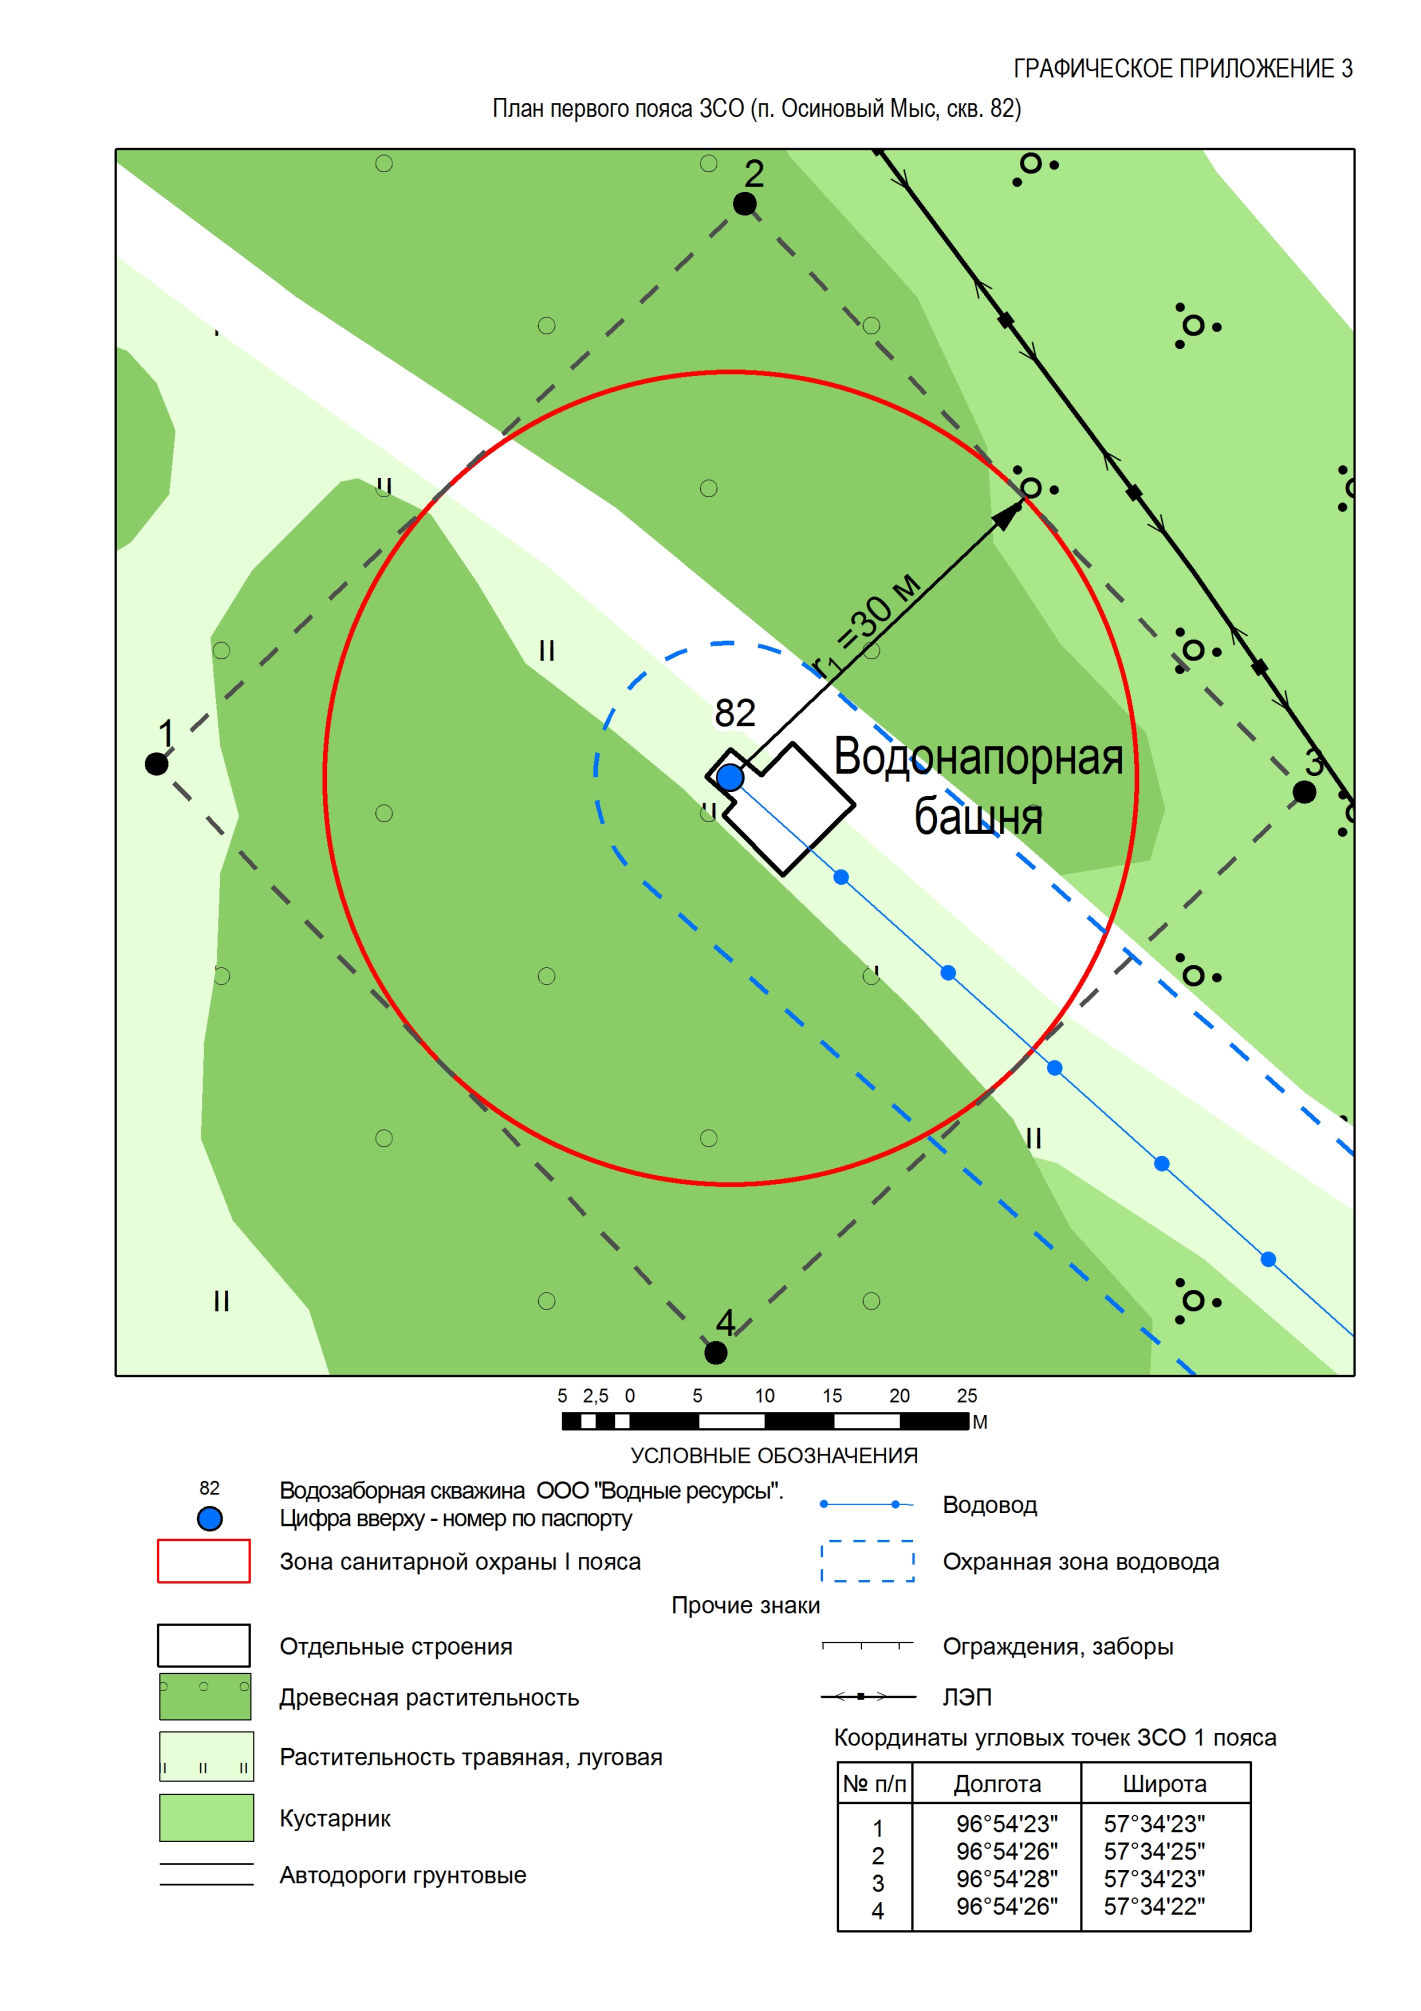 ГРАФИЧЕСКОЕ ПРИЛОЖЕНИЕ 3
План первого пояса ЗСО (п. Осиновый Мыс, скв. 82)
2
r₁ =30 м
82
1
Водонапорная
башня
3
4
5 2,5 0 5 10 15 20 25
М
УСЛОВНЫЕ ОБОЗНАЧЕНИЯ
82
Водозаборная скважина ООО "Водные ресурсы".
Цифра вверху - номер по паспорту
Водовод
Зона санитарной охраны I пояса
Охранная зона водовода
Прочие знаки
Отдельные строения
Ограждения, заборы
Древесная растительность
ЛЭП
Растительность травяная, луговая
Кустарник
Автодороги грунтовые
Координаты угловых точек ЗСО 1 пояса
№ п/п Долгота Широта
1 96°54'23" 57°34'23"
2 96°54'26" 57°34'25"
3 96°54'28" 57°34'23"
4 96°54'26" 57°34'22"